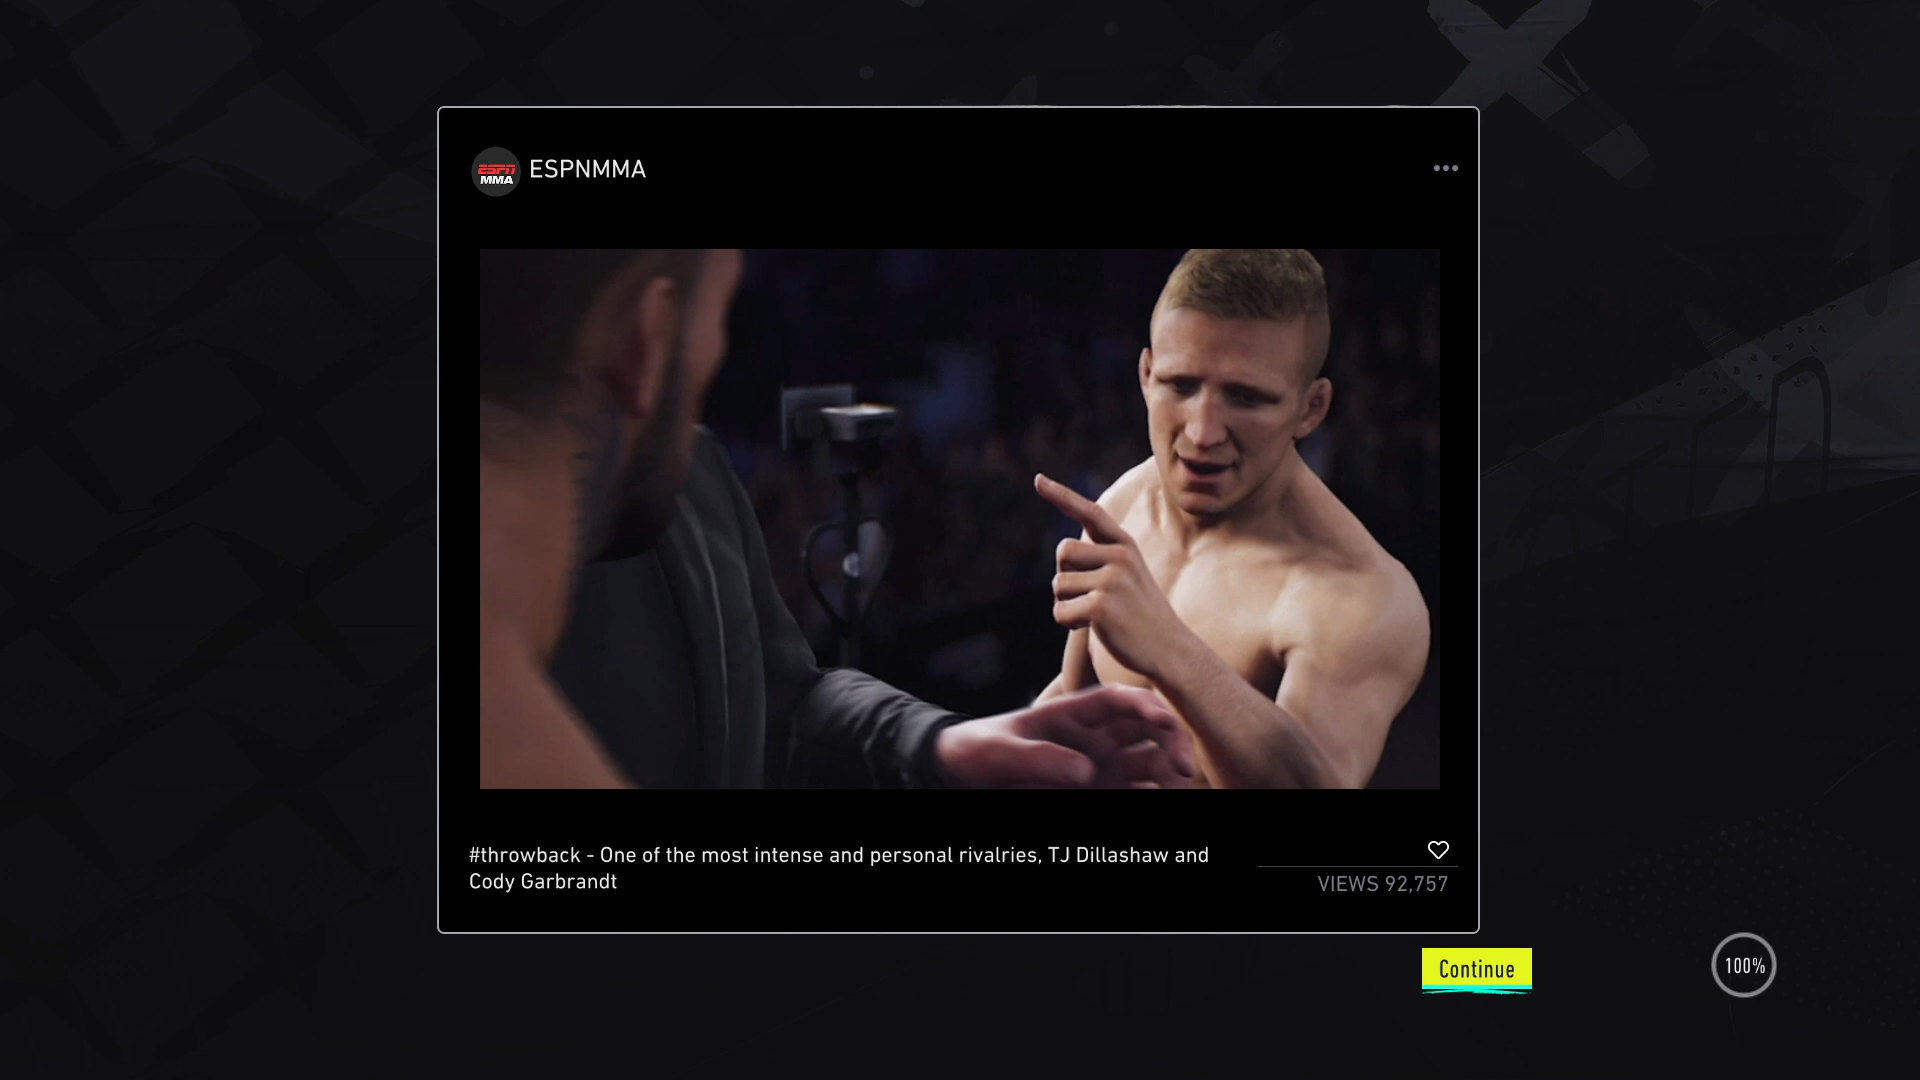 ESPN
MMA
ESPNMMA
#throwback - One of the most intense and personal rivalries, TJ Dillashaw and
Cody Garbrandt
VIEWS 92,757
Continue
100%